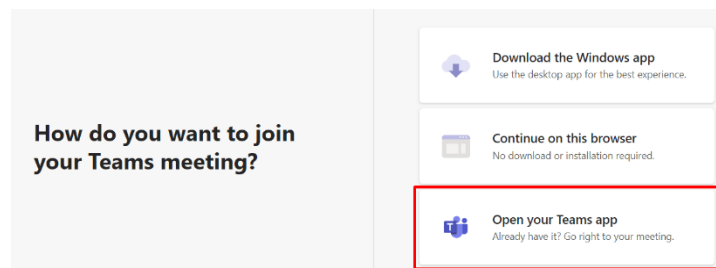 How do you want to join
your Teams meeting?
Download the Windows app
Use the desktop app for the best experience.
Continue on this browser
No download or installation required.
Open your Teams app
Already have it? Go right to your meeting.